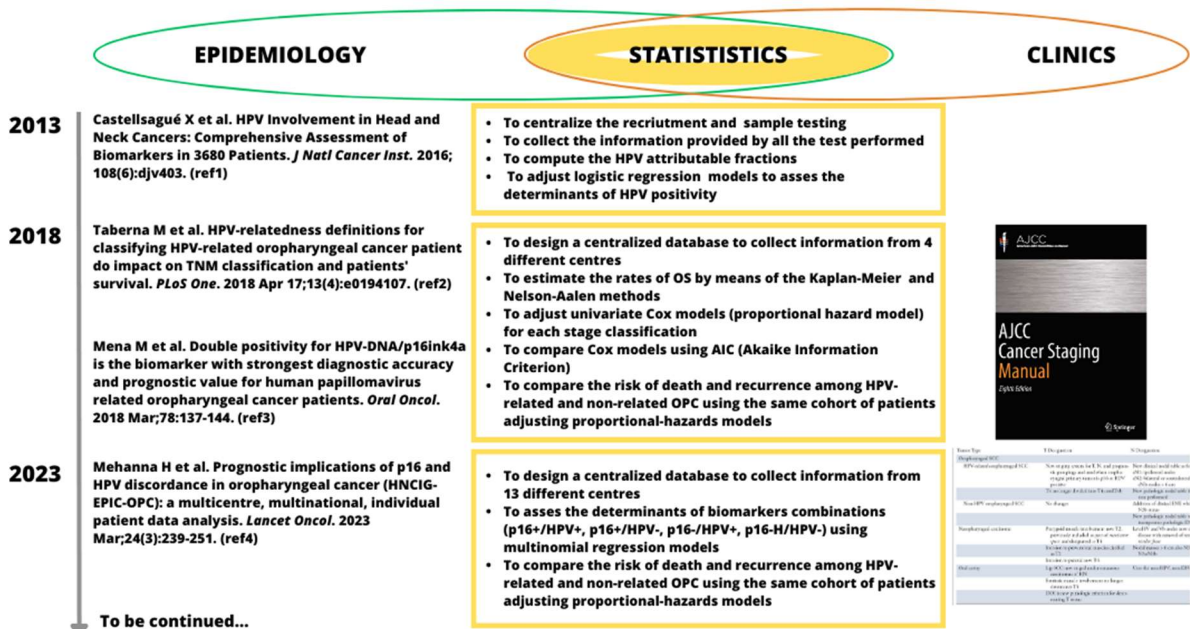 EPIDEMIOLOGY
STATISTISTICS
CLINICS
2013
Castellsagué X et al. HPV Involvement in Head and
Neck Cancers: Comprehensive Assessment of
Biomarkers in 3680 Patients. J Natl Cancer Inst. 2016;
108(6):djv403. (ref1)
• To centralize the recriutment and sample testing
• To collect the information provided by all the test performed
• To compute the HPV attributable fractions
• To adjust logistic regression models to asses the
determinants of HPV positivity
2018
Taberna M et al. HPV-relatedness definitions for
classifying HPV-related oropharyngeal cancer patient
do impact on TNM classification and patients'
survival. PLoS One. 2018 Apr 17;13(4):e0194107. (ref2)
Mena M et al. Double positivity for HPV-DNA/p16ink4a
is the biomarker with strongest diagnostic accuracy
and prognostic value for human papillomavirus
related oropharyngeal cancer patients. Oral Oncol.
2018 Mar;78:137-144. (ref3)
• To design a centralized database to collect information from 4
different centres
• To estimate the rates of OS by means of the Kaplan-Meier and
Nelson-Aalen methods
• To adjust univariate Cox models (proportional hazard model)
for each stage classification
• To compare Cox models using AIC (Akaike Information
Criterion)
• To compare the risk of death and recurrence among HPV-
related and non-related OPC using the same cohort of patients
adjusting proportional-hazards models
AJCC
AJCC
Cancer Staging
Manual
Eighth Edition
Springer
2023
Mehanna H et al. Prognostic implications of p16 and
HPV discordance in oropharyngeal cancer (HNCIG-
EPIC-OPC): a multicentre, multinational, individual
patient data analysis. Lancet Oncol. 2023
Mar;24(3):239-251. (ref4)
• To design a centralized database to collect information from
13 different centres
• To asses the determinants of biomarkers combinations
(p16+/HPV+, p16+/HPV-, p16-/HPV+, p16-H/HPV-) using
multinomial regression models
• To compare the risk of death and recurrence among HPV-
related and non-related OPC using the same cohort of patients
adjusting proportional-hazards models
To be continued...